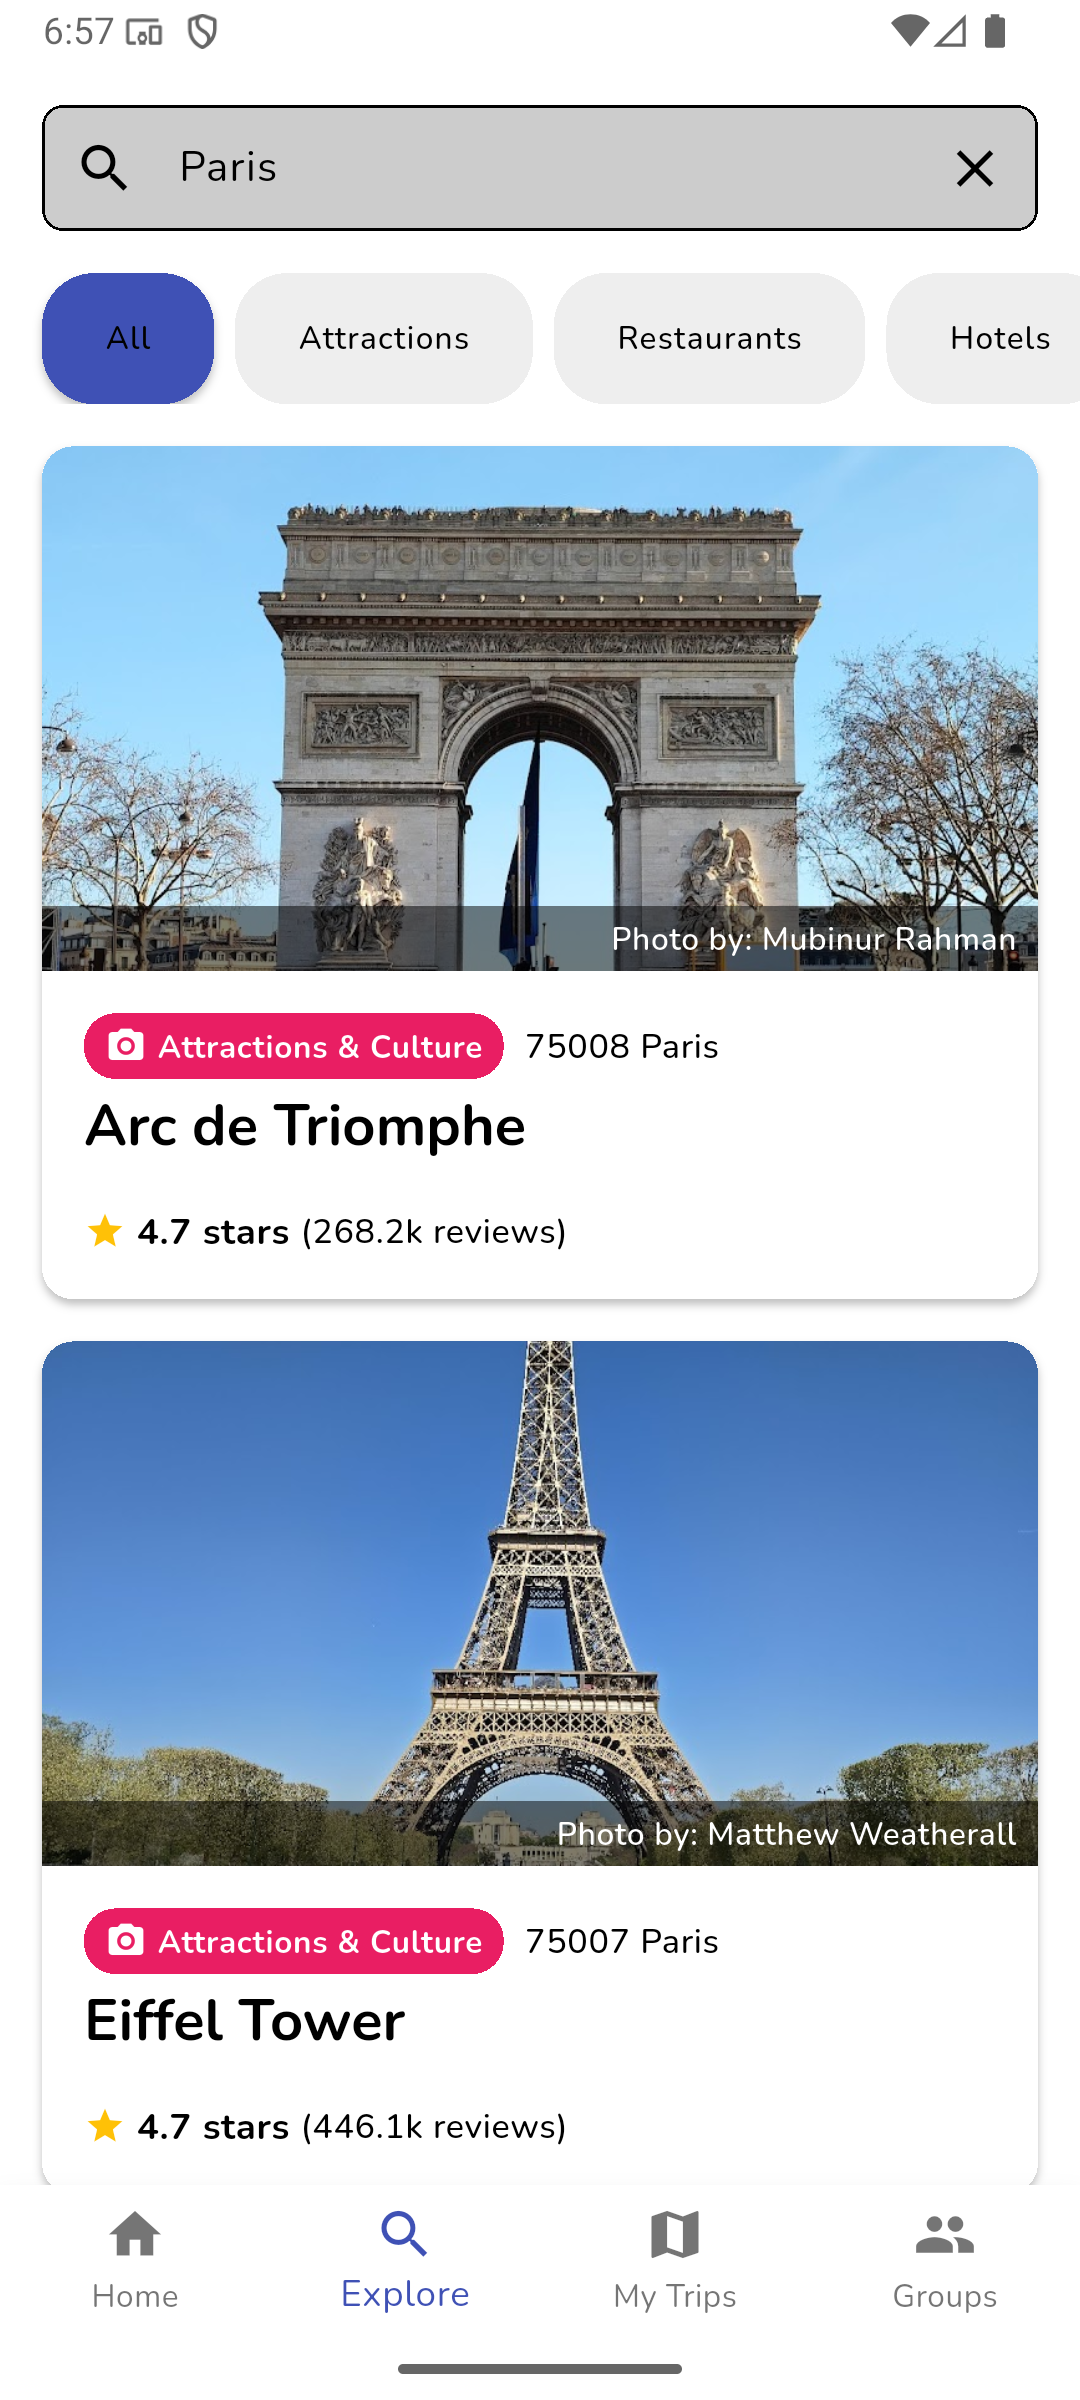 6:57
Paris
All
Attractions
Restaurants
Hotels
Photo by: Mubinur Rahman
Attractions & Culture
75008 Paris
Arc de Triomphe
4.7 stars (268.2k reviews)
Photo by: Matthew Weatherall
Attractions & Culture
75007 Paris
Eiffel Tower
4.7 stars (446.1k reviews)
Home
Explore
My Trips
Groups